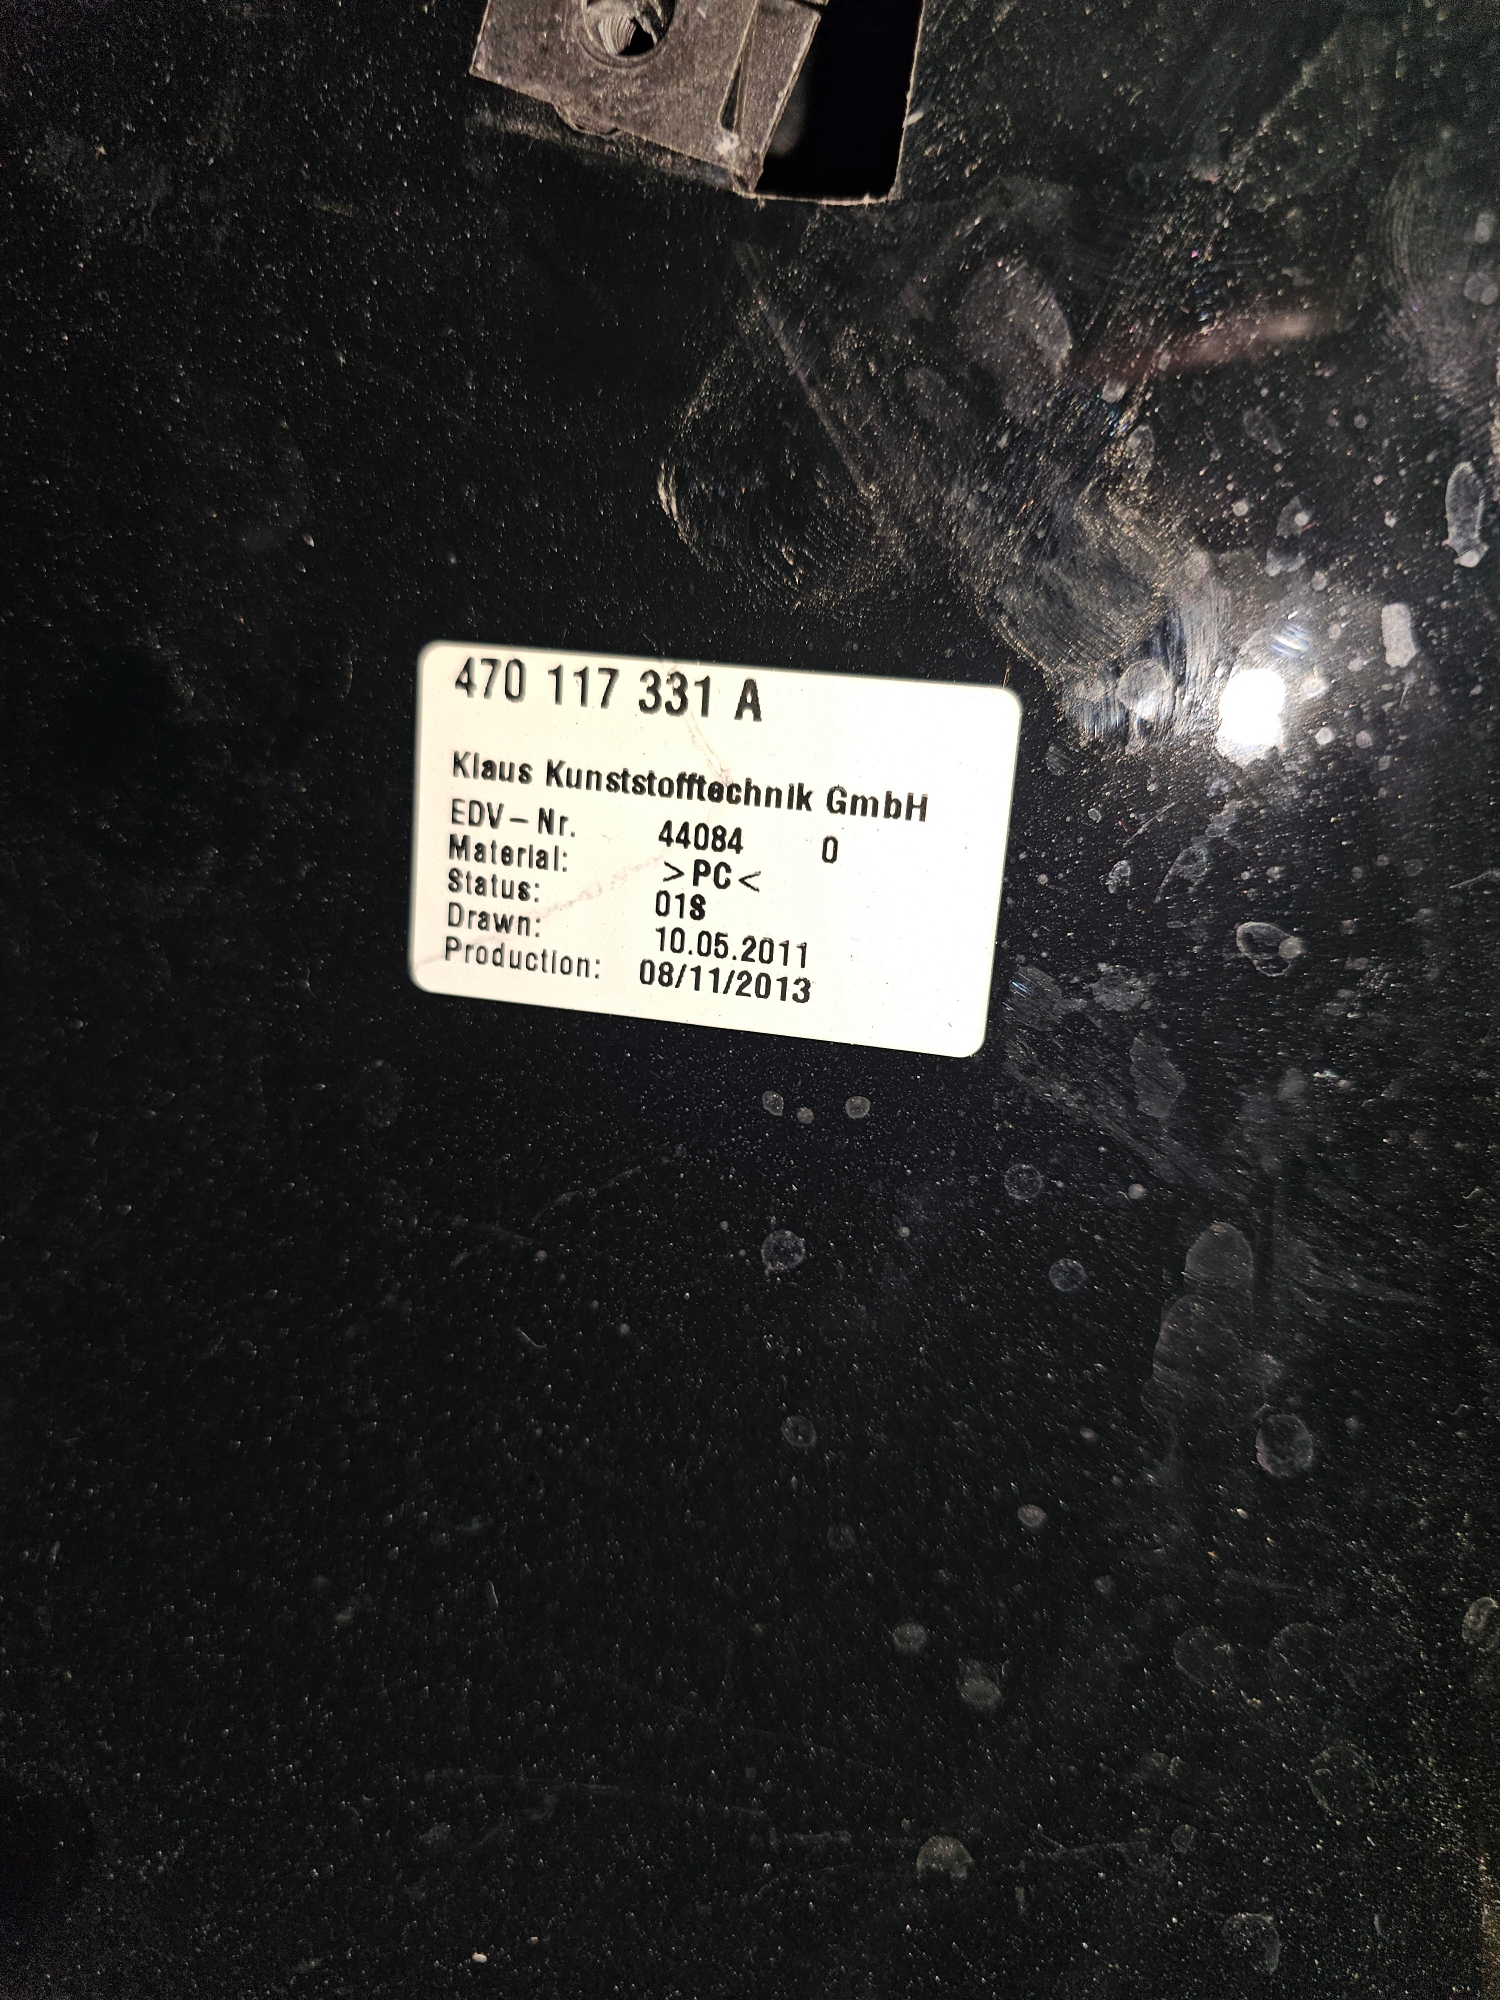 470 117 331 A
Klaus Kunststofftechnik GmbH
EDV-Nr. 44084 0
Material: >PC<
Status: 01S
Drawn: 10.05.2011
Production: 08/11/2013